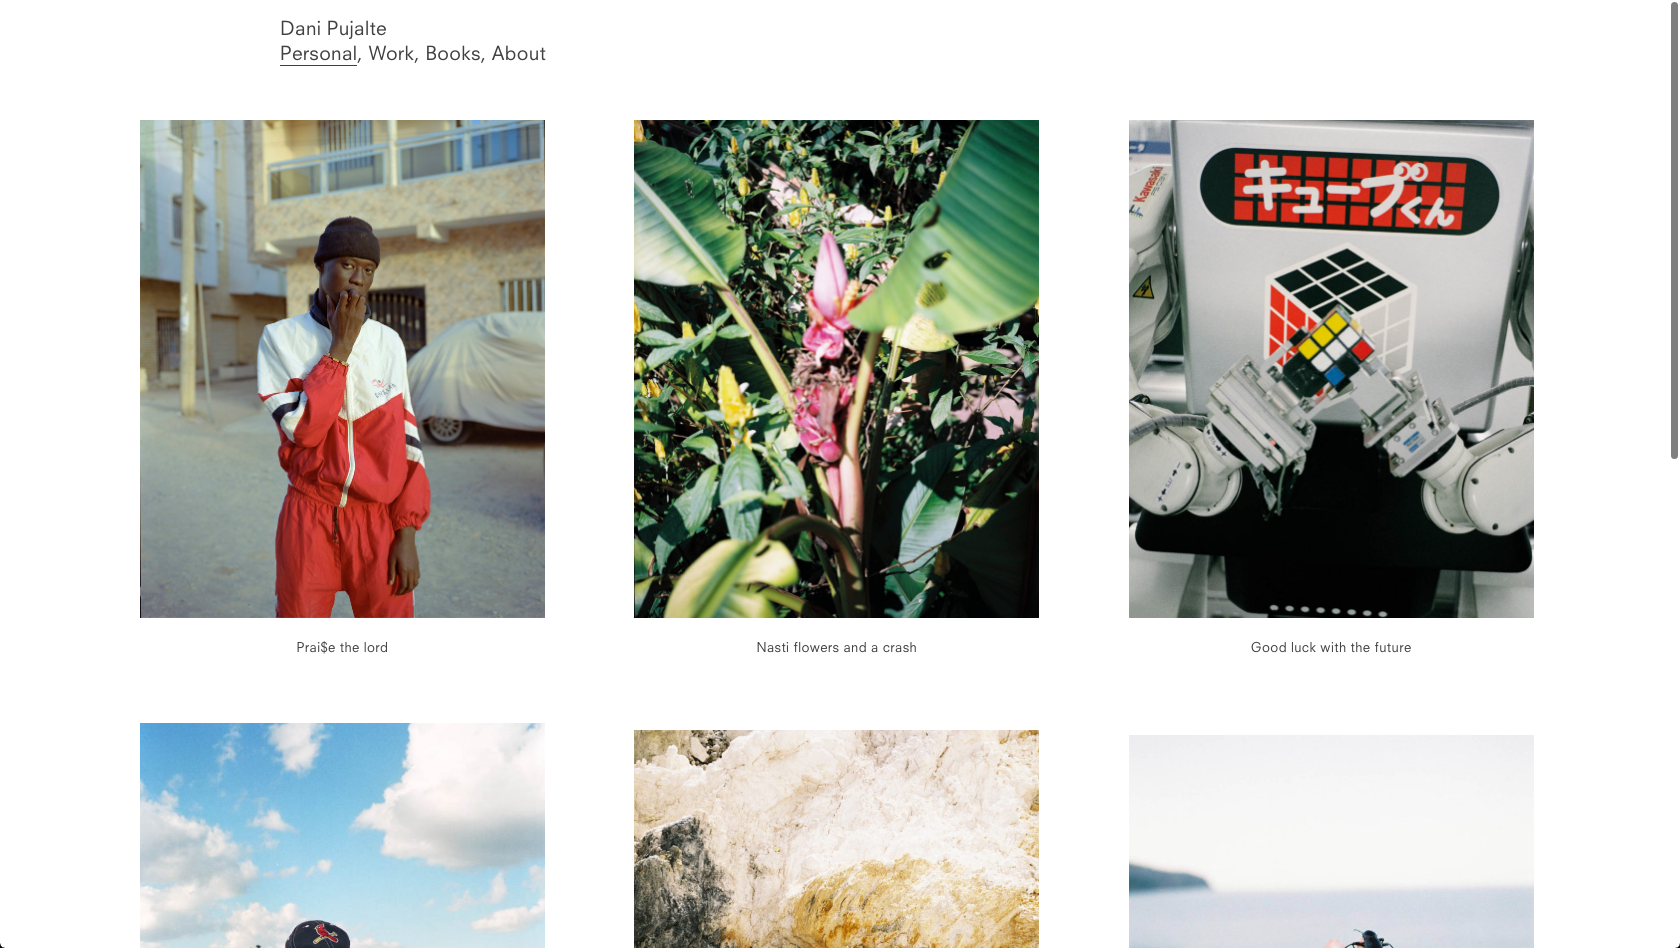 Dani Pujalte
Personal, Work, Books, About
Kawasaki
キューブくん
Prai$e the lord
Nasti flowers and a crash
Good luck with the future